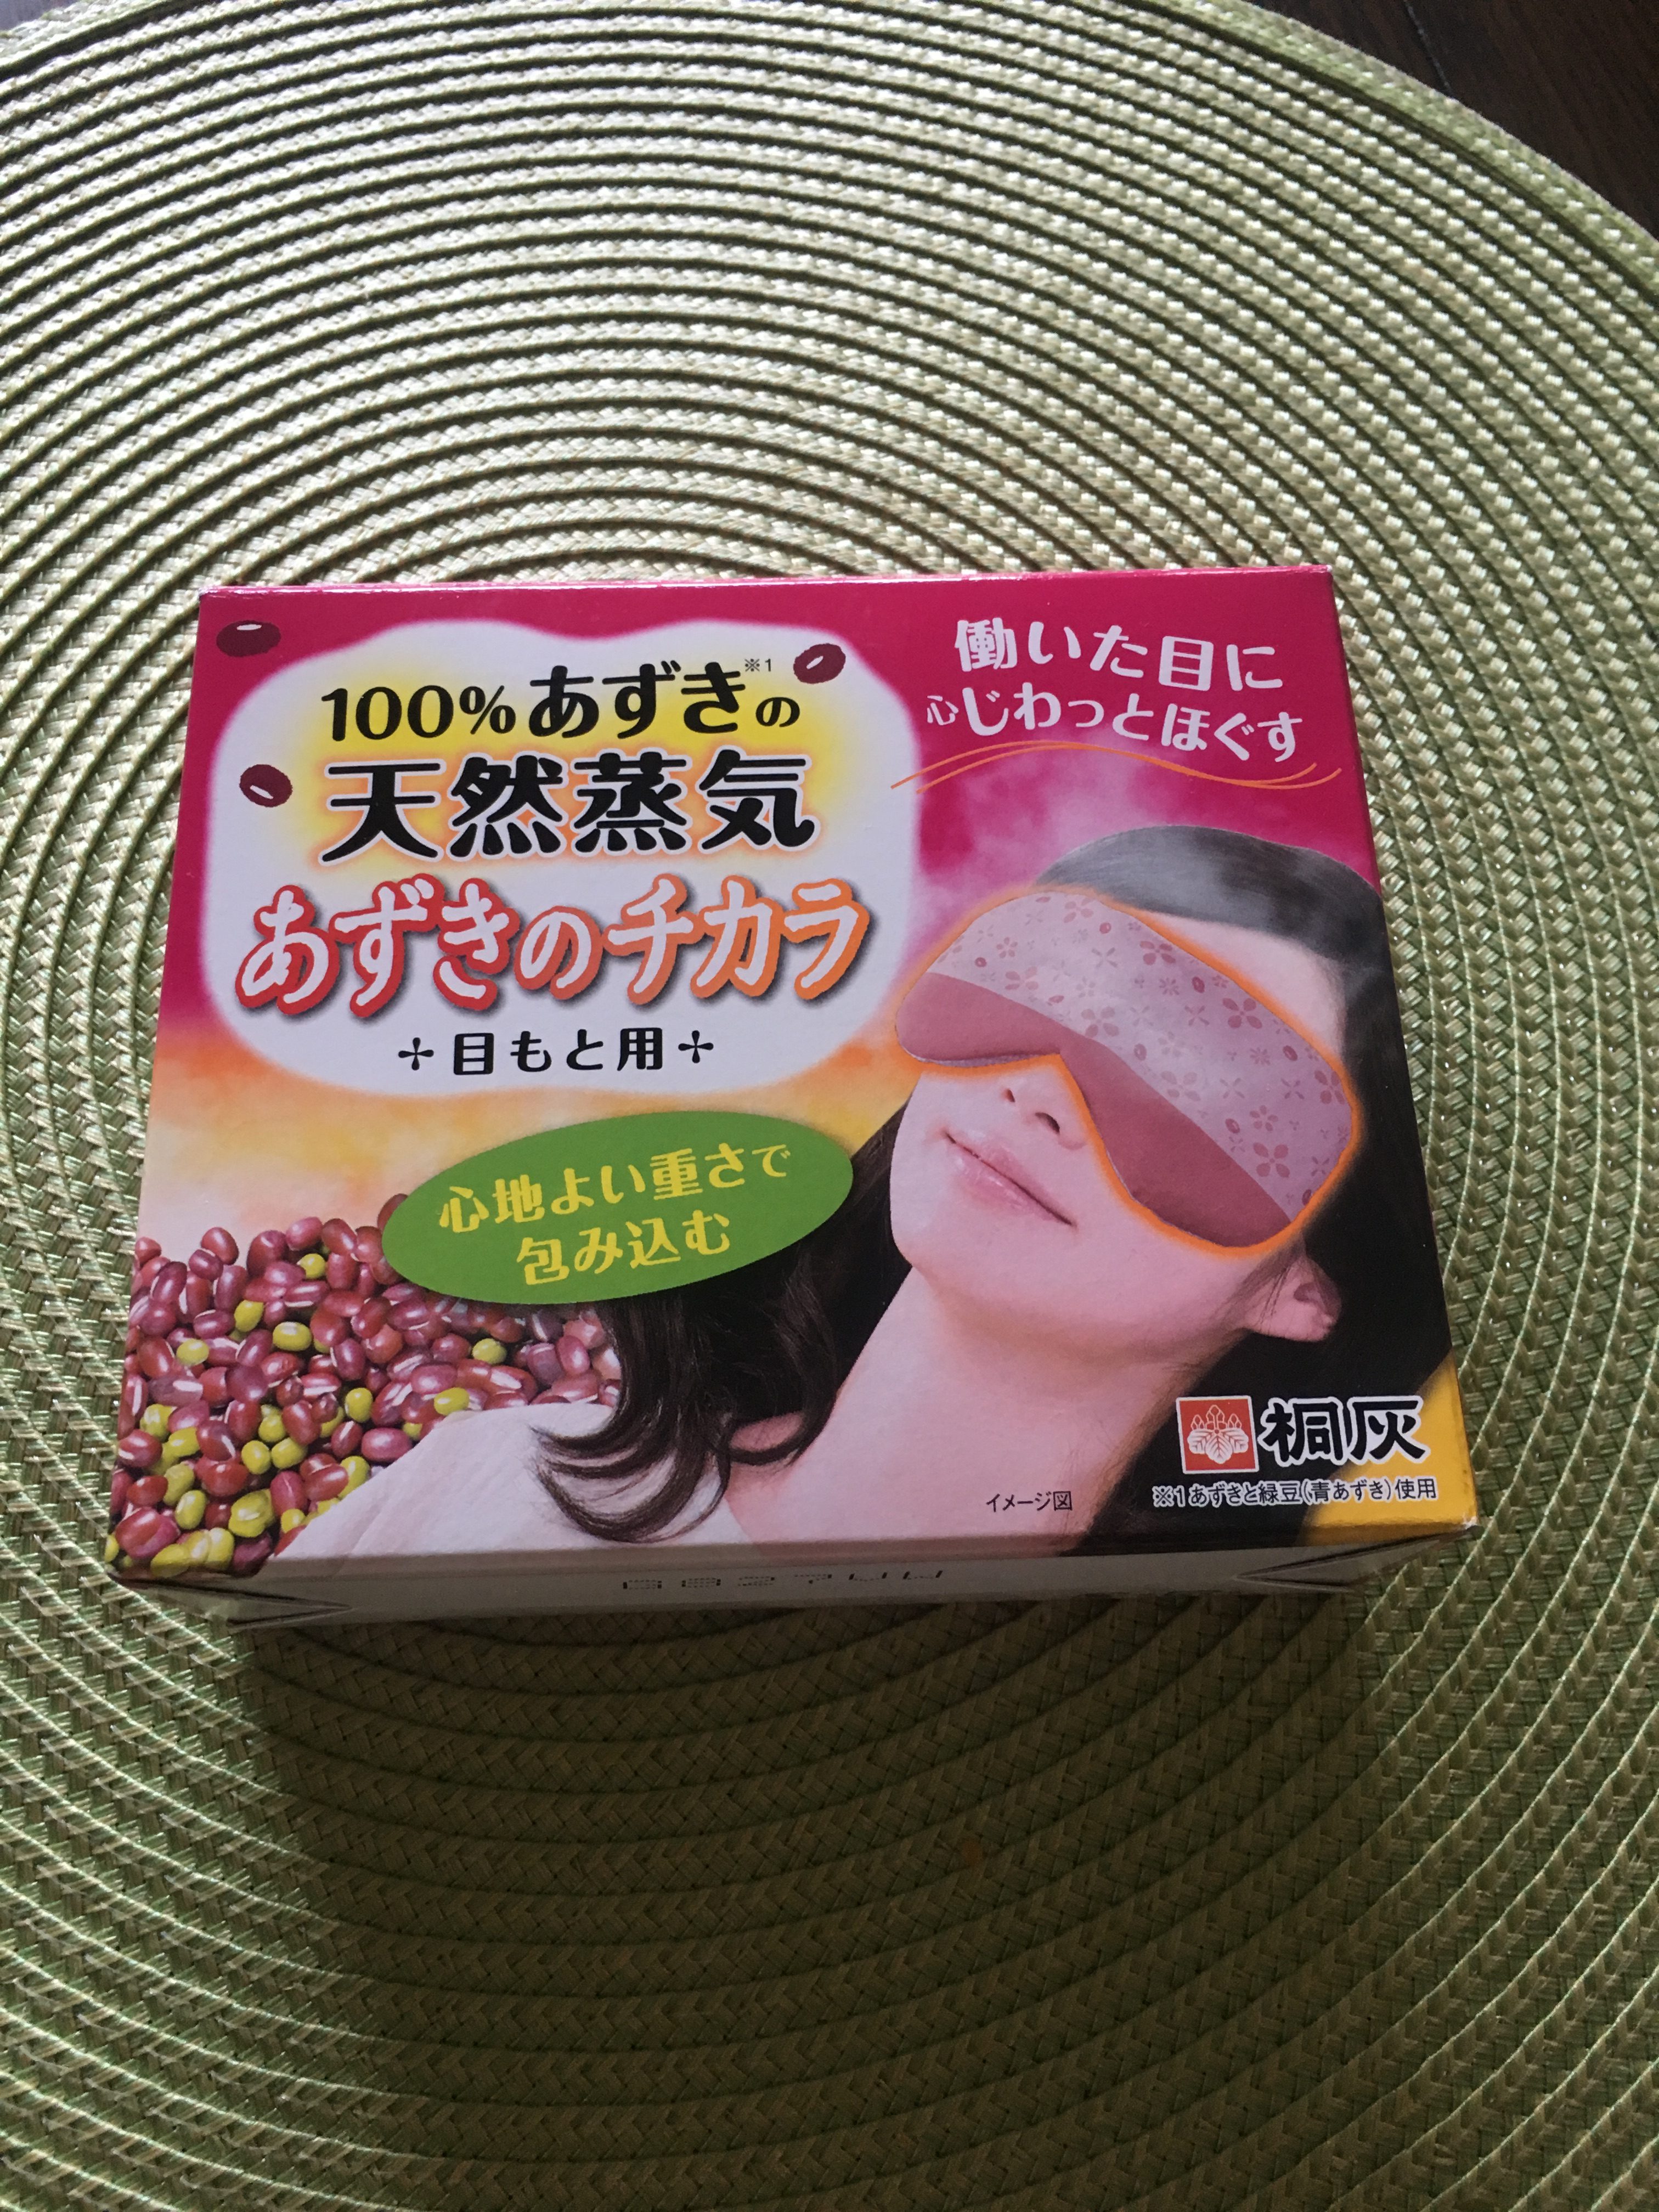 100%あずき※1の
天然蒸気
あずきのチカラ
目もと用
働いた目に
心じわっとほぐす
心地よい重さで
包み込む
桐灰
イメージ図
※1 あずきと緑豆(青あずき)使用